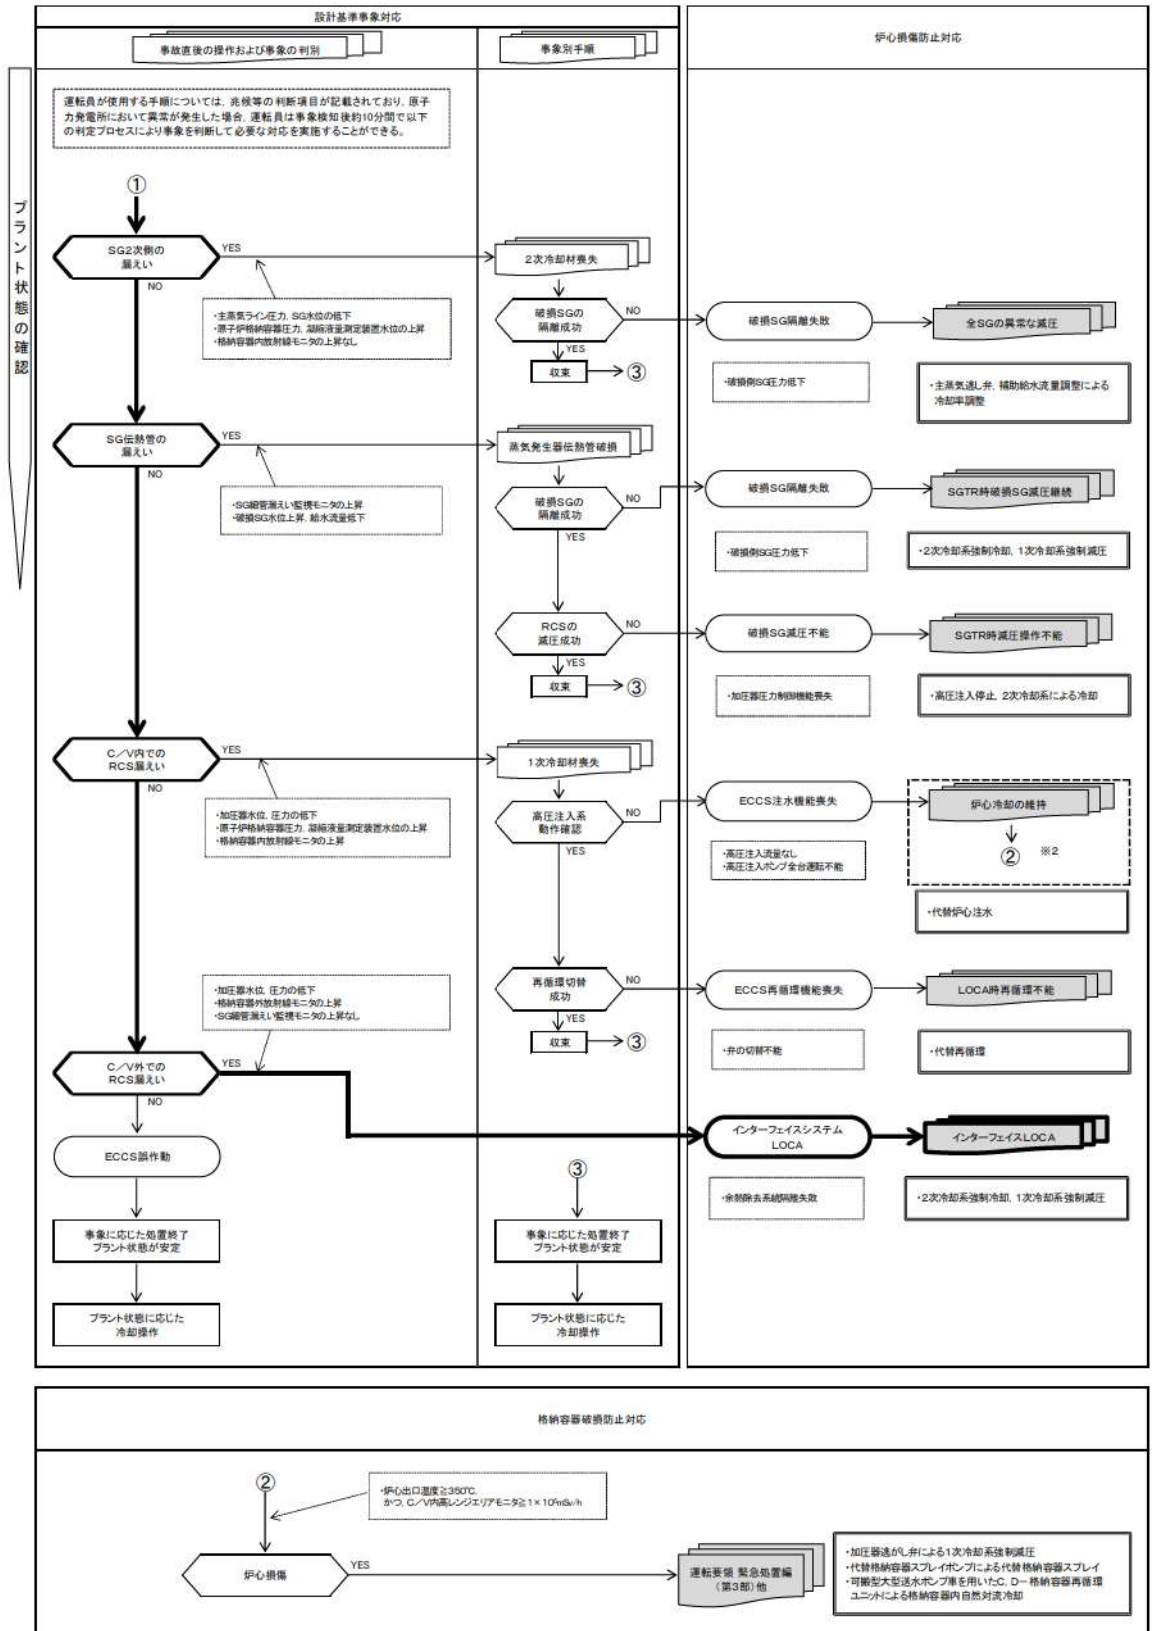 設計基準事象対応
事故直後の操作および事象の判別
事象別手順
炉心損傷防止対応
プラント状態の確認
運転員が使用する手順については、兆候等の判断項目が記載されており、原子
力発電所において異常が発生した場合、運転員は事象検知後約10分間で以下
の判定プロセスにより事象を判断して必要な対応を実施することができる。
①
SG2次側の
漏えい
YES
NO
・主蒸気ライン圧力、SG水位の低下
・原子炉格納容器圧力、凝縮液量測定装置水位の上昇
・格納容器内放射線モニタの上昇なし
2次冷却材喪失
破損SGの
隔離成功
NO
YES
収束
③
破損SG隔離失敗
全SGの異常な減圧
・破損側SG圧力低下
・主蒸気逃し弁、補助給水流量調整による
冷却率調整
SG伝熱管の
漏えい
YES
NO
・SG細管漏えい監視モニタの上昇
・破損SG水位上昇、給水流量低下
蒸気発生器伝熱管破損
破損SGの
隔離成功
NO
YES
破損SG隔離失敗
SGTR時破損SG減圧継続
・破損側SG圧力低下
・2次冷却系強制冷却、1次冷却系強制減圧
RCSの
減圧成功
NO
YES
収束
③
破損SG減圧不能
SGTR時減圧操作不能
・加圧器圧力制御機能喪失
・高圧注入停止、2次冷却系による冷却
C／V内での
RCS漏えい
YES
NO
・加圧器水位、圧力の低下
・原子炉格納容器圧力、凝縮液量測定装置水位の上昇
・格納容器内放射線モニタの上昇
1次冷却材喪失
高圧注入系
動作確認
NO
YES
ECCS注水機能喪失
炉心冷却の維持
② ※2
・高圧注入流量なし
・高圧注入ポンプ全台運転不能
・代替炉心注水
再循環切替
成功
NO
YES
収束
③
ECCS再循環機能喪失
LOCA時再循環不能
・弁の切替不能
・代替再循環
・加圧器水位、圧力の低下
・格納容器外放射線モニタの上昇
・SG細管漏えい監視モニタの上昇なし
C／V外での
RCS漏えい
YES
NO
インターフェイスシステム
LOCA
インターフェイスLOCA
・余熱除去系統隔離失敗
・2次冷却系強制冷却、1次冷却系強制減圧
ECCS誤作動
事象に応じた処置終了
プラント状態が安定
プラント状態に応じた
冷却操作
③
事象に応じた処置終了
プラント状態が安定
プラント状態に応じた
冷却操作
格納容器破損防止対応
②
・炉心出口温度≧350℃、
かつ、C／V内高レンジエリアモニタ≧1×10⁵mSv/h
炉心損傷
YES
運転要領 緊急処置編
（第3部）他
・加圧器逃がし弁による1次冷却系強制減圧
・代替格納容器スプレイポンプによる代替格納容器スプレイ
・可搬型大型送水ポンプ車を用いたC、D－格納容器再循環
ユニットによる格納容器内自然対流冷却